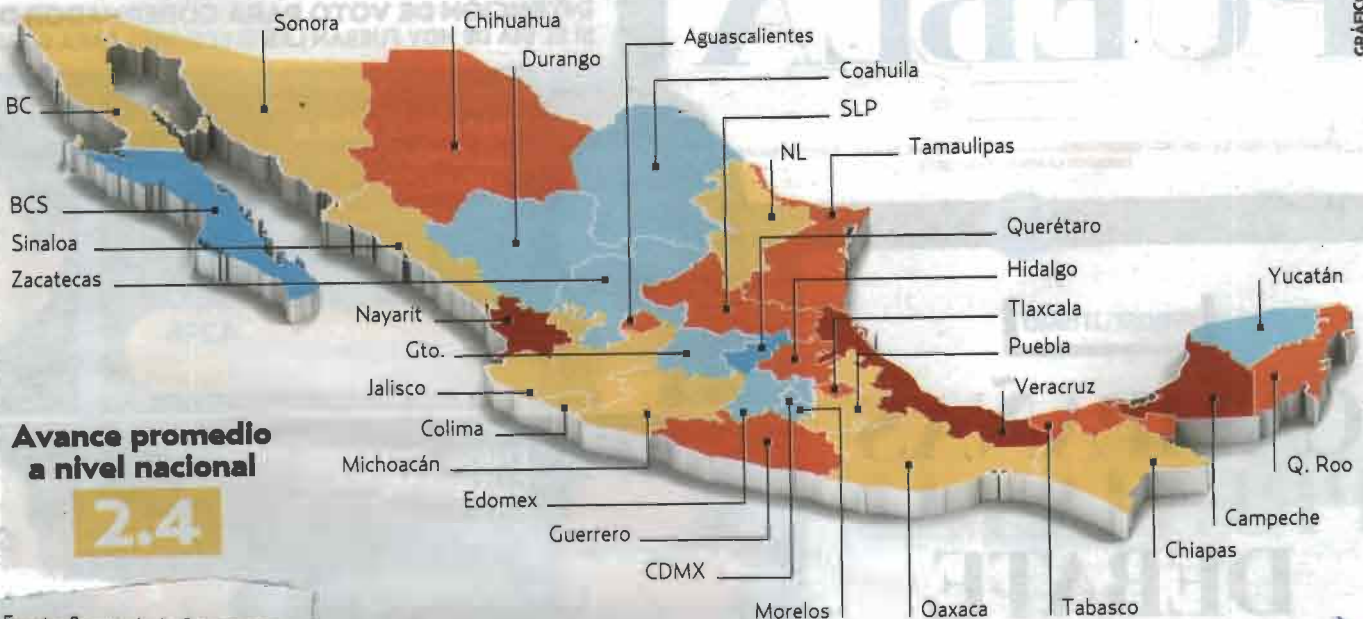 GRÁFICO
Sonora
Chihuahua
Durango
Aguascalientes
Coahuila
SLP
NL
Tamaulipas
BC
BCS
Sinaloa
Zacatecas
Querétaro
Hidalgo
Tlaxcala
Puebla
Veracruz
Yucatán
Nayarit
Gto.
Jalisco
Colima
Michoacán
Edomex
Guerrero
CDMX
Morelos
Oaxaca
Tabasco
Chiapas
Campeche
Q. Roo
Avance promedio
a nivel nacional
2.4